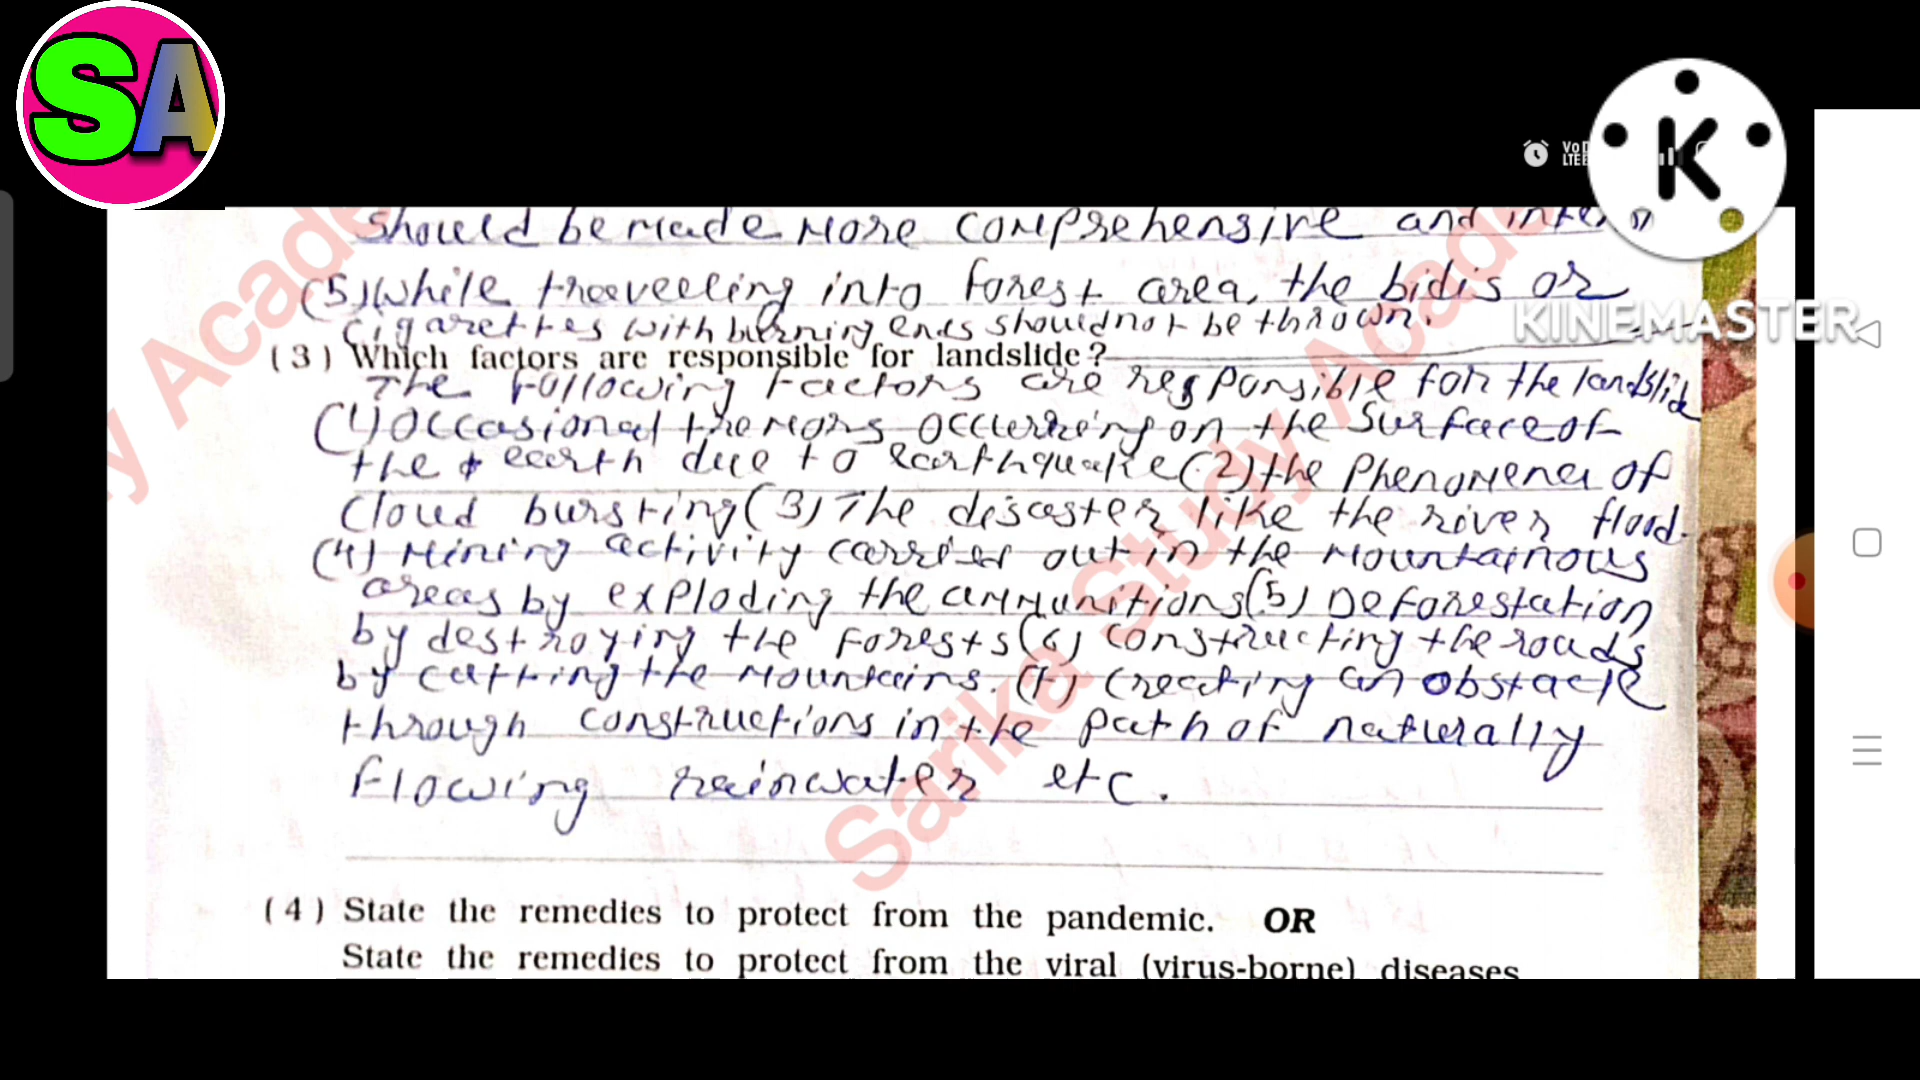 SA
VoD
LTEE
K
KINEMASTER
should be made more comprehensive and
(5) While travelling into forest area, the bidis or
cigarettes with burning ends should not be thrown.
(3) Which factors are responsible for landslide?
The following factors are responsible for the landslid
(1) Occasional tremors occurring on the surface of
the earth due to earthquake (2) the Phenomena of
cloud bursting (3) The disaster like the river flood.
(4) Mining activity carried out in the mountainous
areas by exploding the ammunitions (5) Deforestation
by destroying the forests (6) constructing the roads
by cutting the mountains. (7) creating an obstacle
through constructions in the path of naturally
flowing rainwater etc.
(4) State the remedies to protect from the pandemic. OR
State the remedies to protect from the viral (virus-borne) diseases
Sarika Study Academy